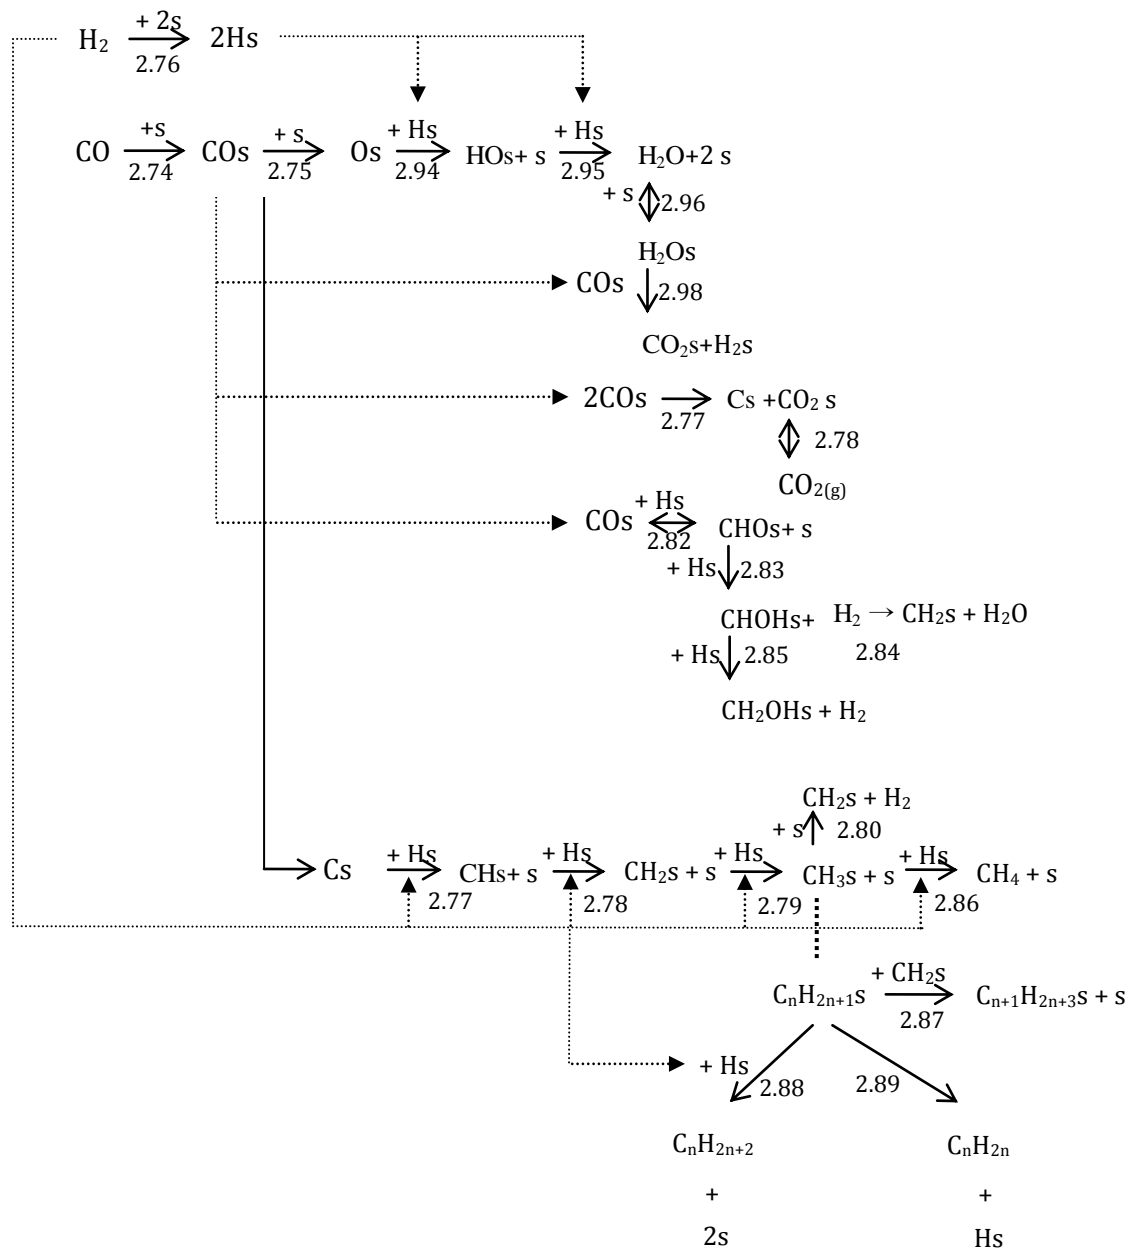 + 2s
H₂ → 2Hs
2.76
+s + s + Hs + Hs
CO → COs → Os → HOs+ s → H₂O+2 s
2.74 2.75 2.94 2.95
+ s 2.96
H₂Os
COs 2.98
CO₂s+H₂s
2COs → Cs +CO₂ s
2.77
2.78
CO₂(g)
+ Hs
COs ↔ CHOs+ s
2.82
+ Hs 2.83
CHOHs+ H₂ → CH₂s + H₂O
+ Hs 2.85 2.84
CH₂OHs + H₂
CH₂s + H₂
+ s 2.80
+ Hs + Hs + Hs + Hs
Cs → CHs+ s → CH₂s + s → CH₃s + s → CH₄ + s
2.77 2.78 2.79 2.86
+ CH₂s
CₙH₂ₙ₊₁s → Cₙ₊₁H₂ₙ₊₃s + s
2.87
+ Hs 2.88 2.89
CₙH₂ₙ₊₂ CₙH₂ₙ
+ +
2s Hs